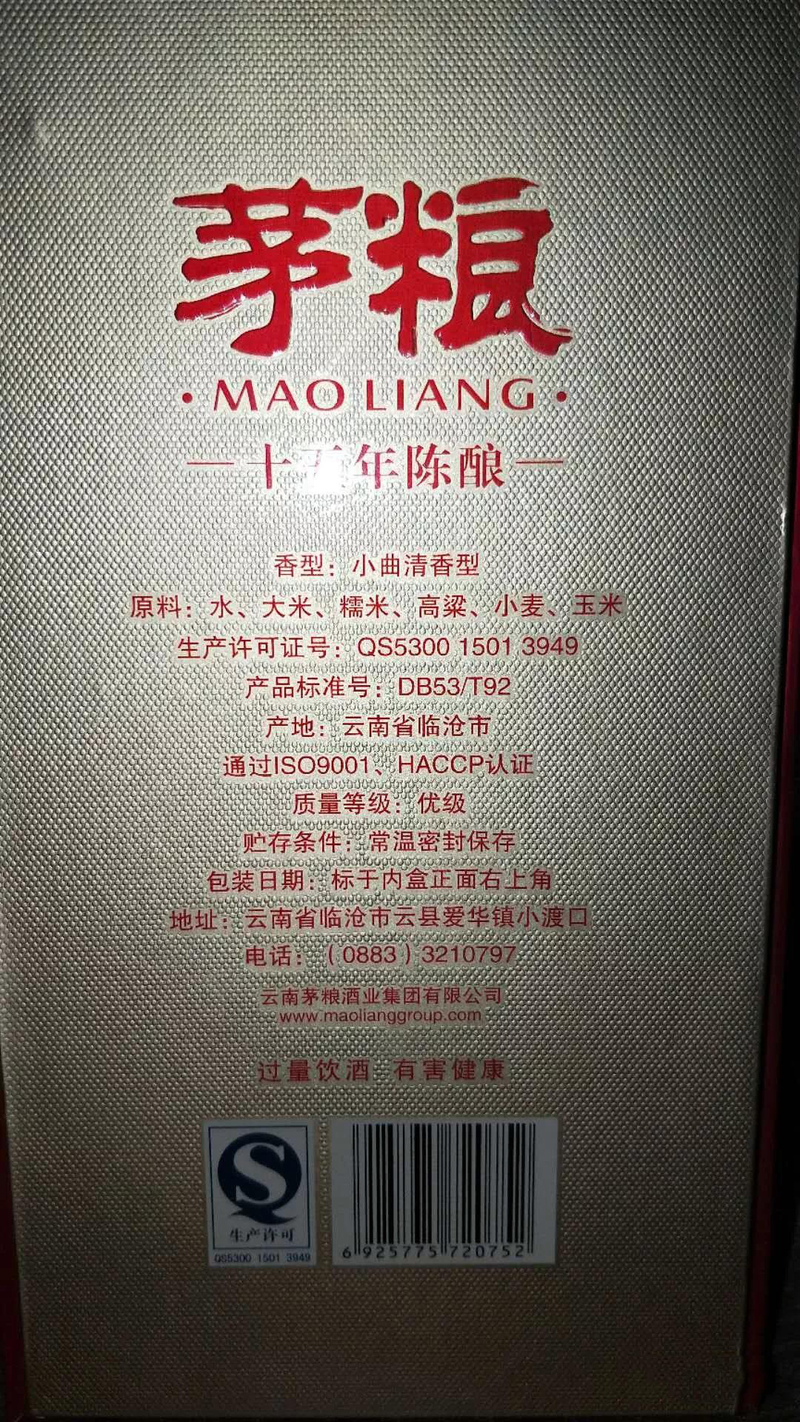 茅粮
·MAO LIANG·
—十五年陈酿—
香型：小曲清香型
原料：水、大米、糯米、高粱、小麦、玉米
生产许可证号：QS5300 1501 3949
产品标准号：DB53/T92
产地：云南省临沧市
通过ISO9001、HACCP认证
质量等级：优级
贮存条件：常温密封保存
包装日期：标于内盒正面右上角
地址：云南省临沧市云县爱华镇小渡口
电话：（0883）3210797
云南茅粮酒业集团有限公司
www.maolianggroup.com
过量饮酒 有害健康
生产许可
QS5300 1501 3949
6 925775 720752